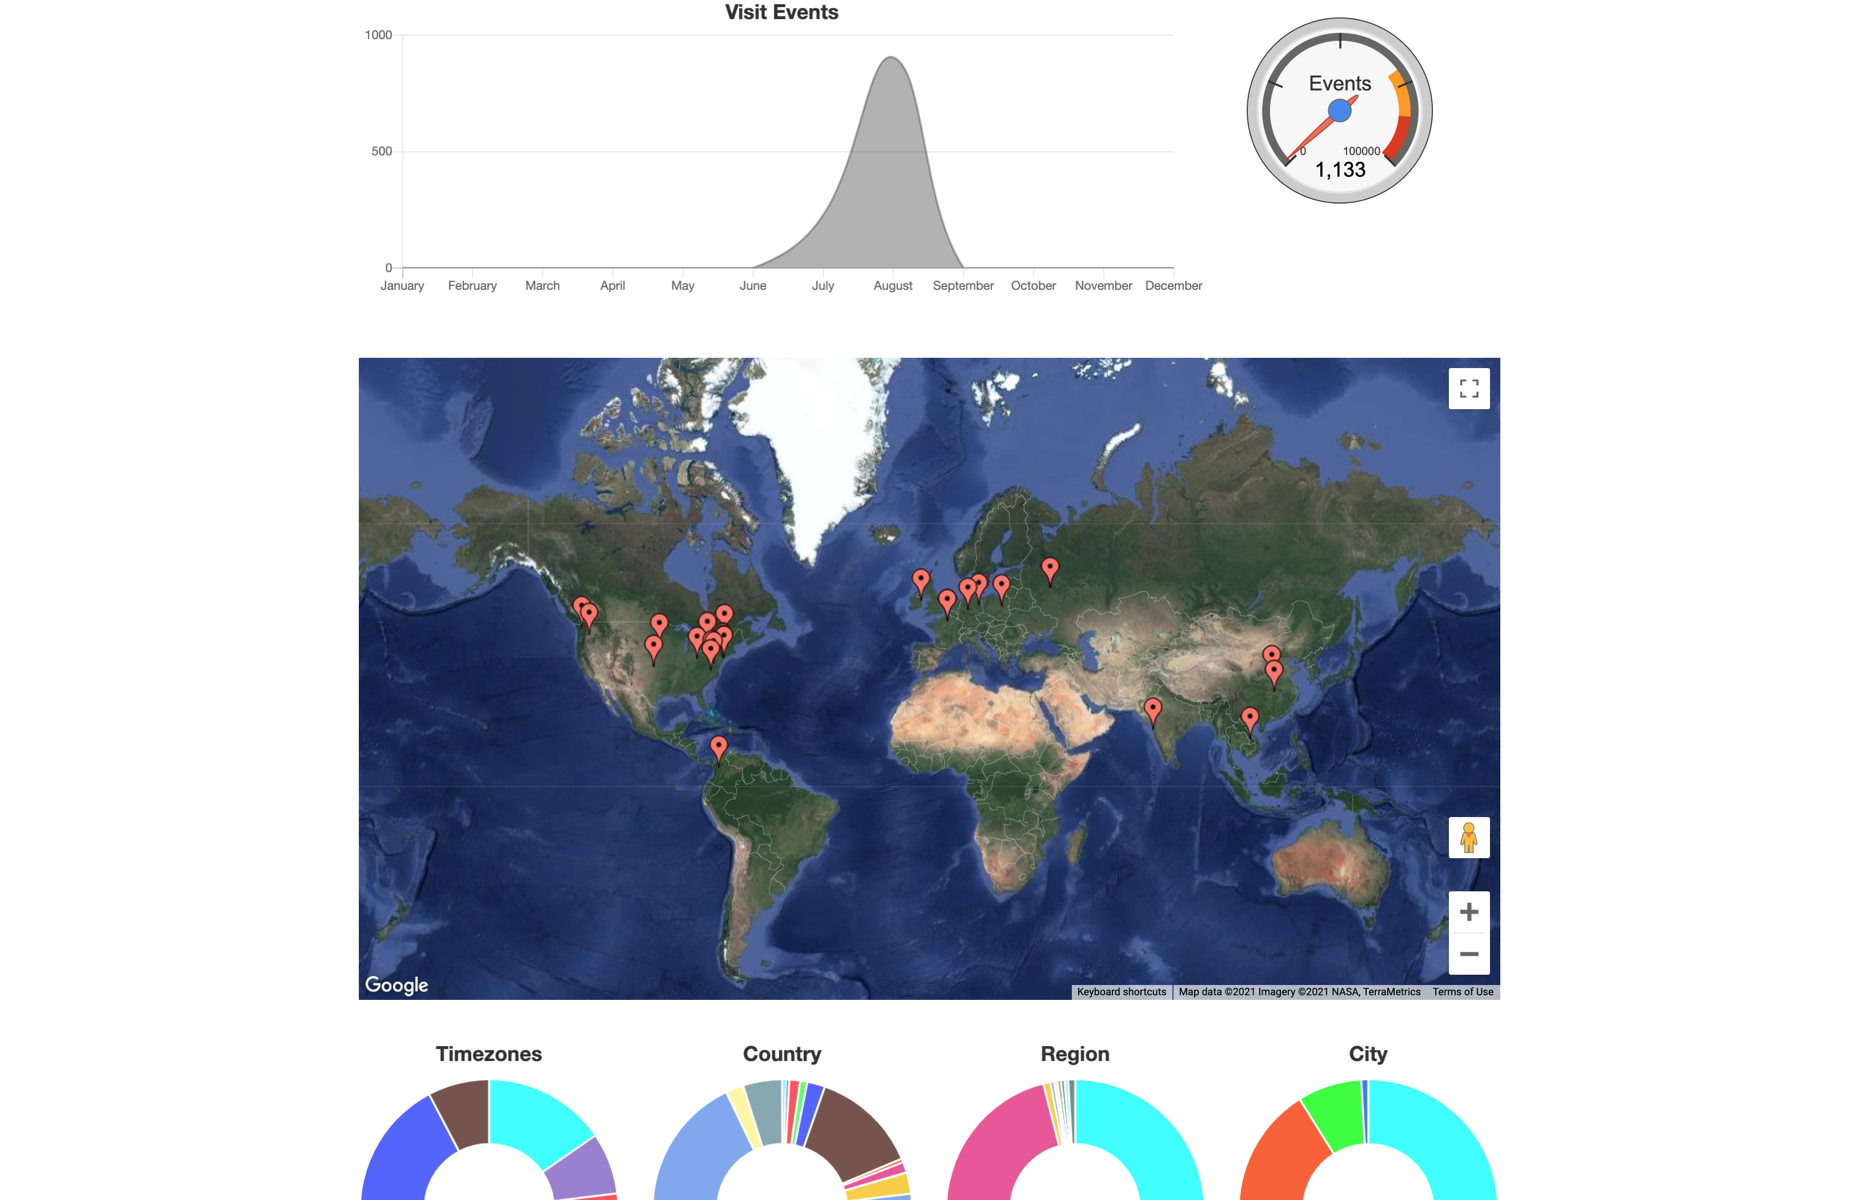 Visit Events
1000
500
0
January February March April May June July August September October November December
Events
0 100000
1,133
Google
Keyboard shortcuts Map data ©2021 Imagery ©2021 NASA, TerraMetrics Terms of Use
Timezones Country Region City